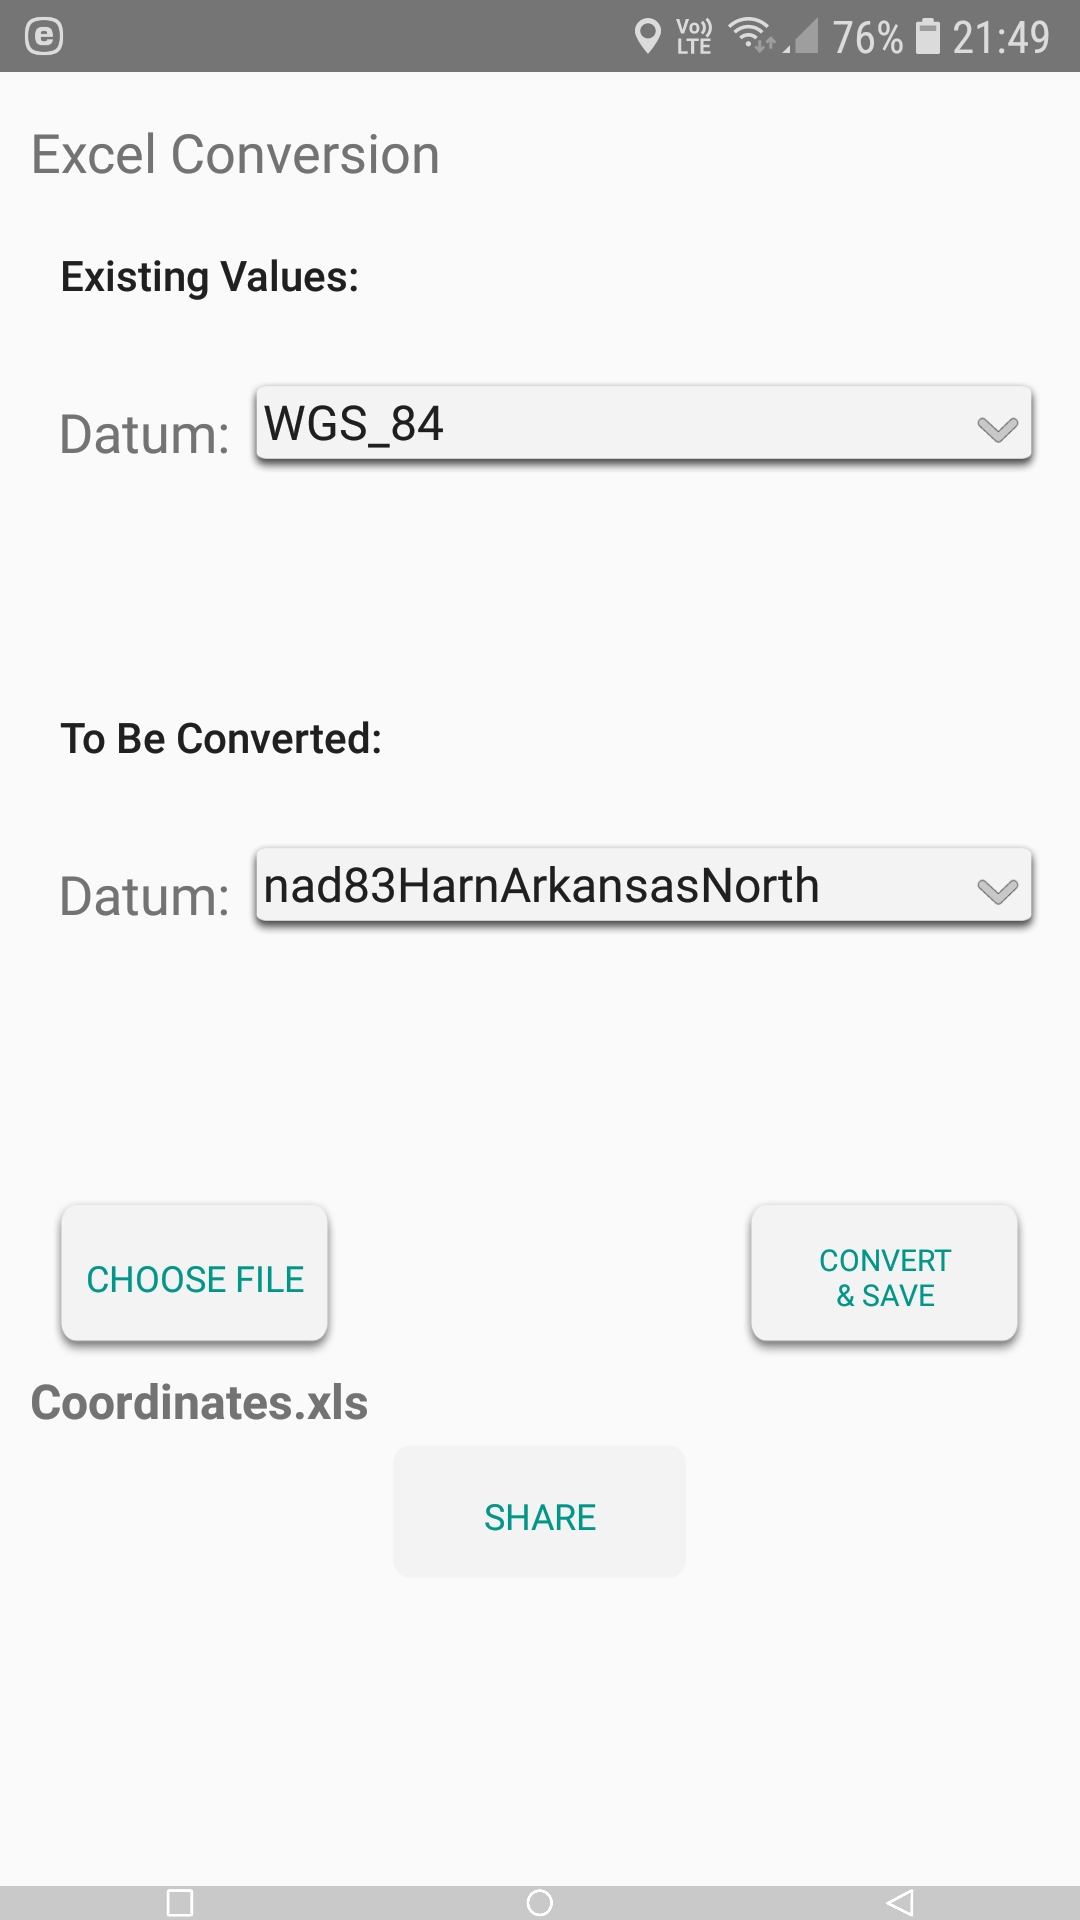 e Vo)) LTE 76% 21:49
Excel Conversion
Existing Values:
Datum: WGS_84
To Be Converted:
Datum: nad83HarnArkansasNorth
CHOOSE FILE
CONVERT
& SAVE
Coordinates.xls
SHARE